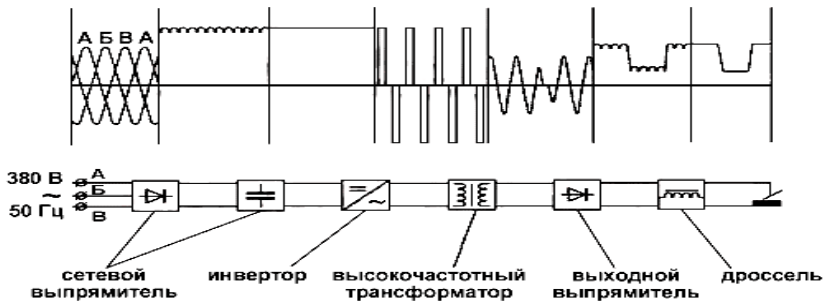 А Б В А
380 В
~
50 Гц
А
Б
В
сетевой
выпрямитель
инвертор
высокочастотный
трансформатор
выходной
выпрямитель
дроссель